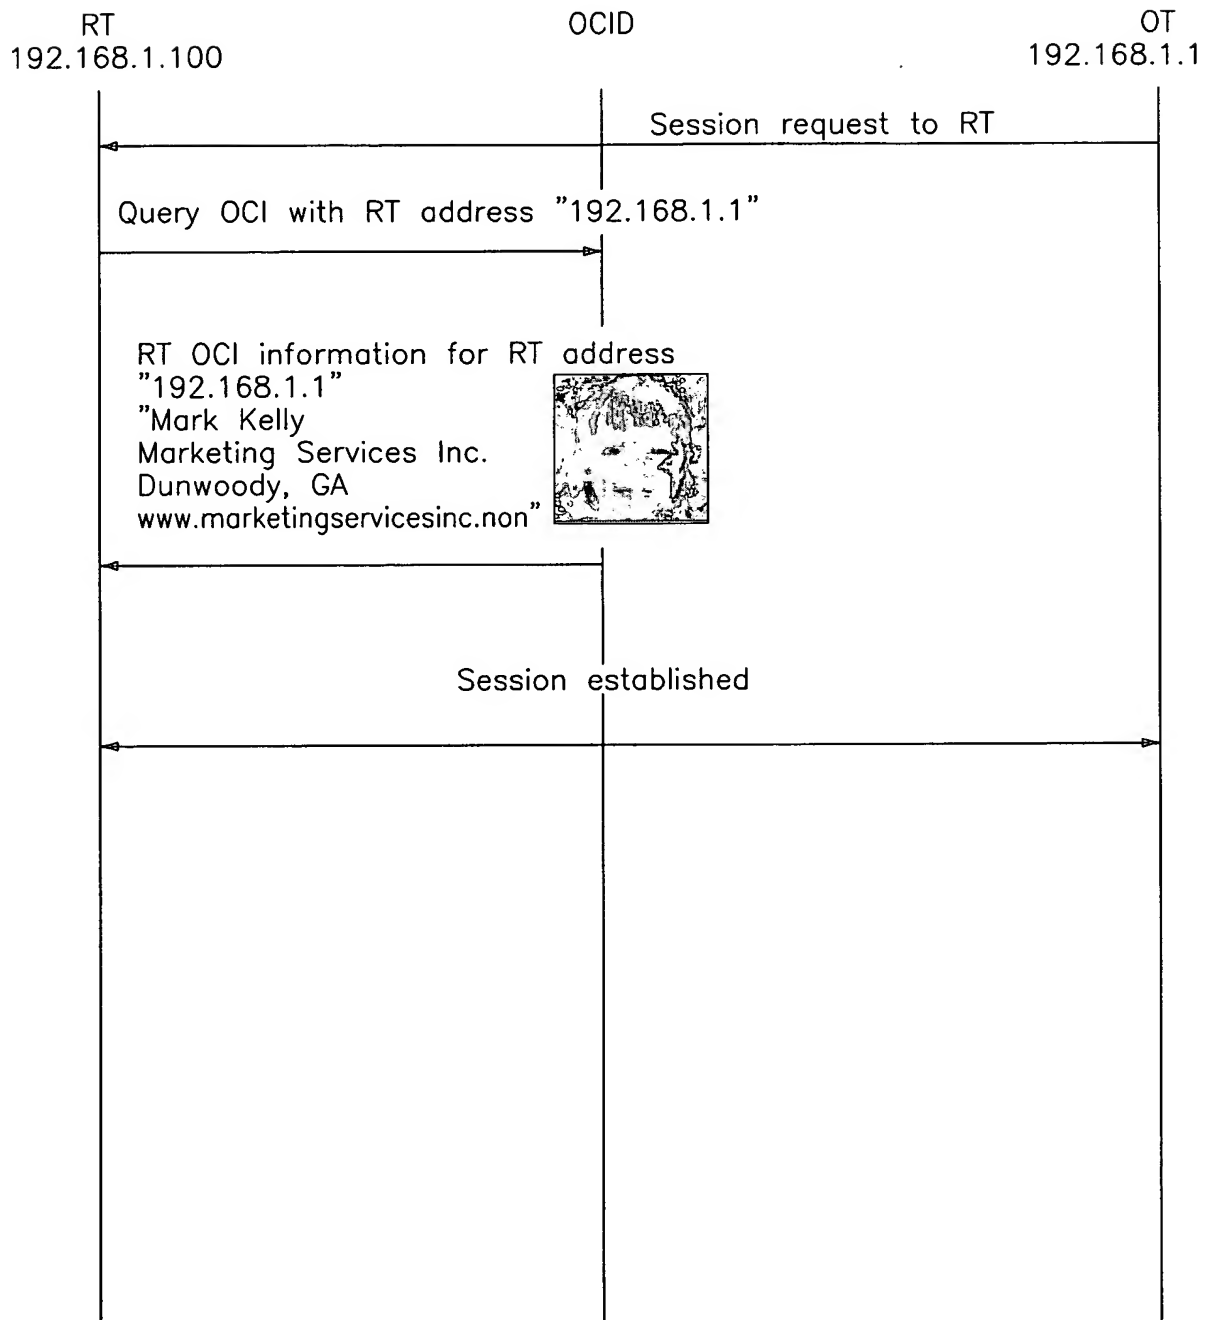 RT
192.168.1.100
OCID
OT
192.168.1.1
Session request to RT
Query OCI with RT address "192.168.1.1"
RT OCI information for RT address
"192.168.1.1"
"Mark Kelly
Marketing Services Inc.
Dunwoody, GA
www.marketingservicesinc.non"
Session established